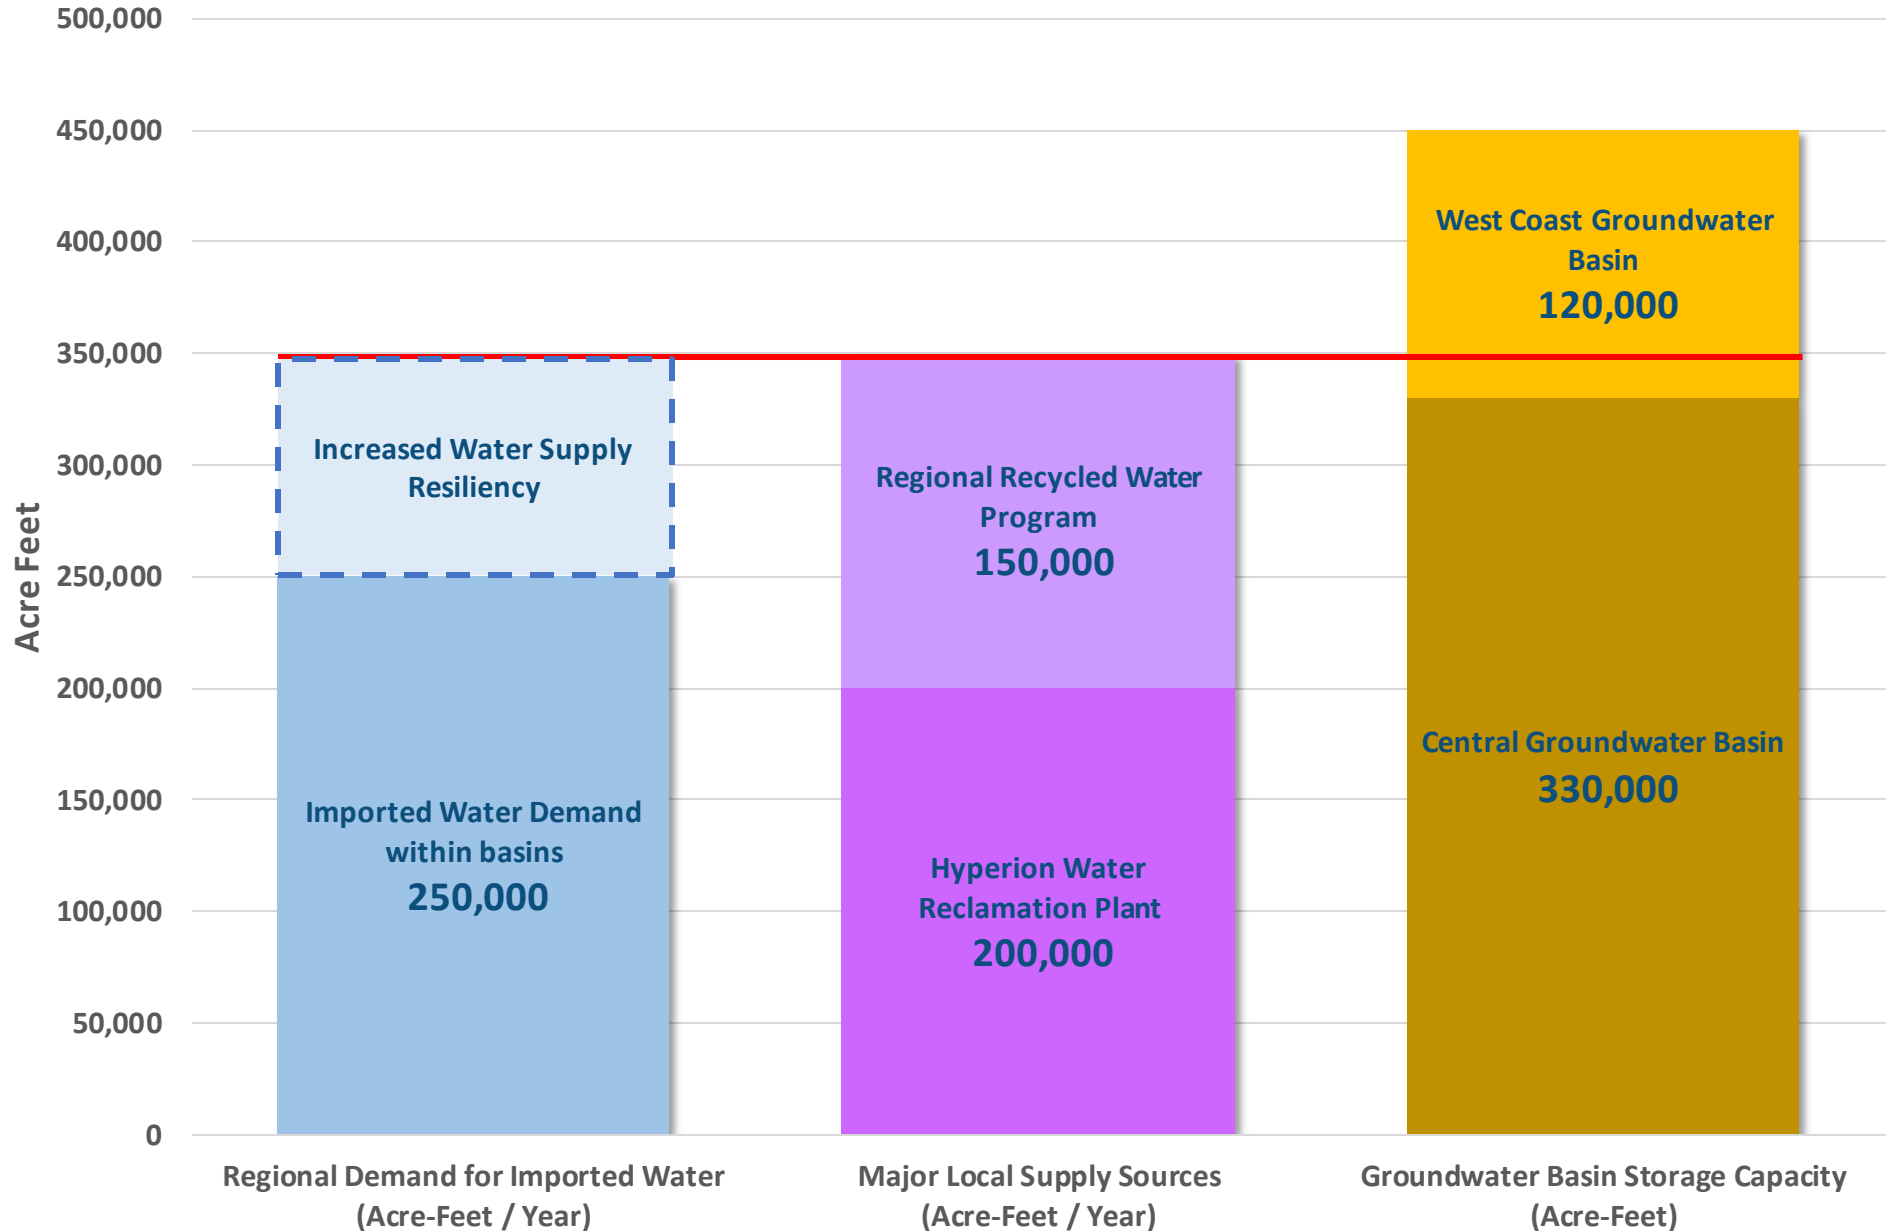 500,000
450,000
400,000
350,000
300,000
250,000
200,000
150,000
100,000
50,000
0
Acre Feet
Increased Water Supply
Resiliency
Imported Water Demand
within basins
250,000
Regional Recycled Water
Program
150,000
Hyperion Water
Reclamation Plant
200,000
West Coast Groundwater
Basin
120,000
Central Groundwater Basin
330,000
Regional Demand for Imported Water
(Acre-Feet / Year)
Major Local Supply Sources
(Acre-Feet / Year)
Groundwater Basin Storage Capacity
(Acre-Feet)